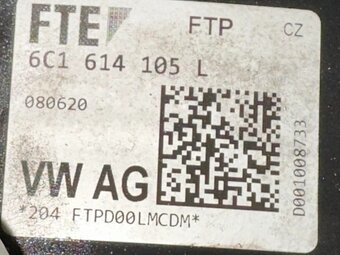 FTE FTP CZ
6C1 614 105 L
080620
VW AG
*204 FTPD00LMCDM*
D001008733